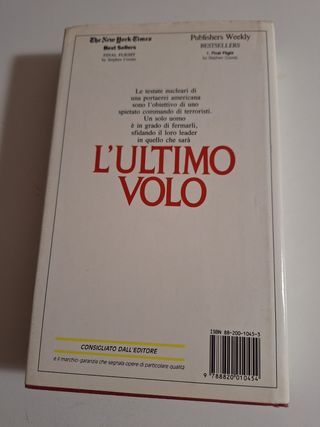 The New York Times
Best Sellers
FINAL FLIGHT
by Stephen Coonts
Publishers Weekly
BESTSELLERS
7. Final Flight
by Stephen Coonts
Le testate nucleari di
una portaerei americana
sono l'obiettivo di uno
spietato commando di terroristi.
Un solo uomo
è in grado di fermarli,
sfidando il loro leader
in quello che sarà
L'ULTIMO
VOLO
CONSIGLIATO DALL'EDITORE
è il marchio-garanzia che segnala opere di particolare qualità
ISBN 88-200-1045-3
9 788820 010454